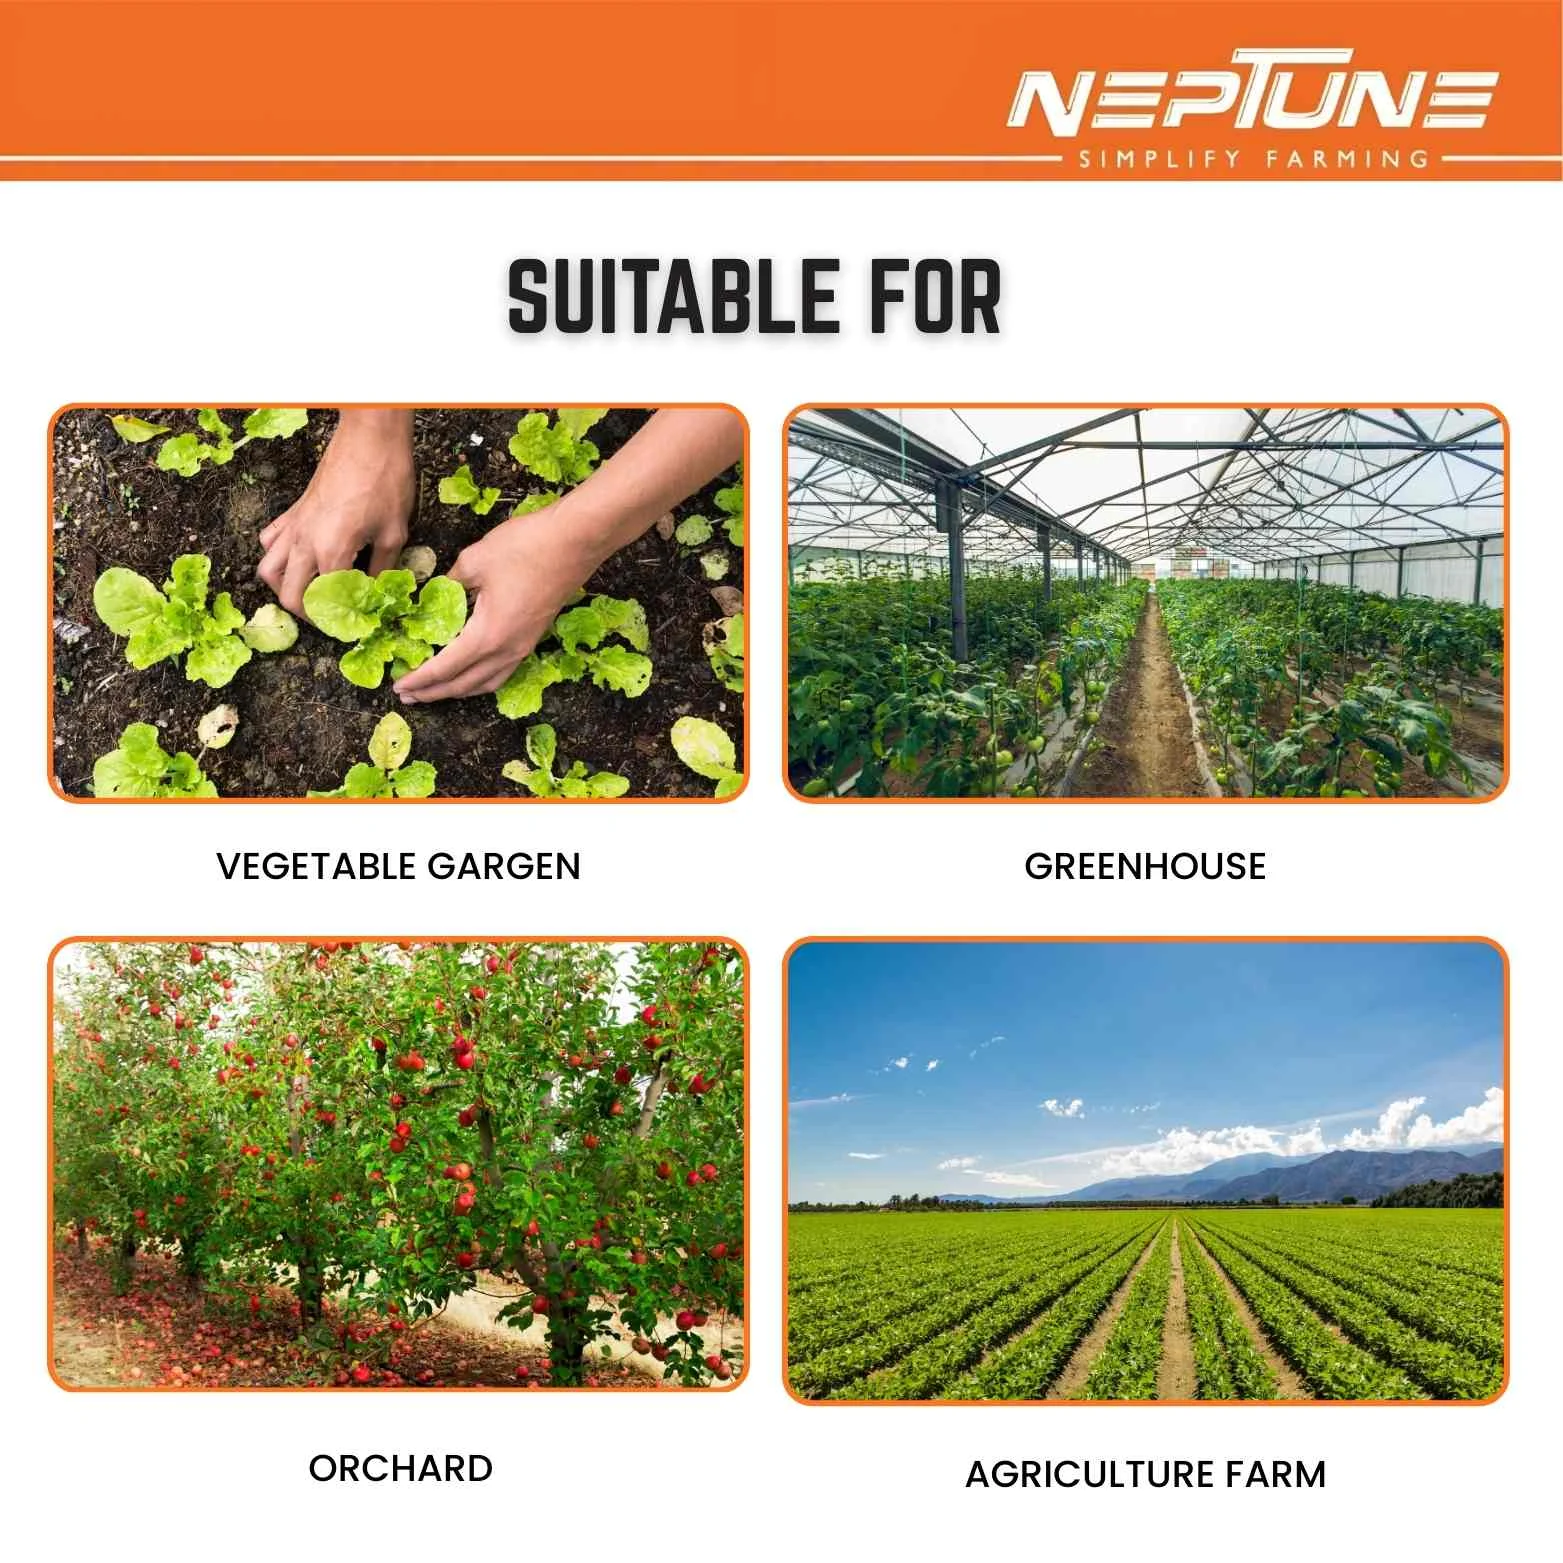 NEPTUNE
SIMPLIFY FARMING
SUITABLE FOR
VEGETABLE GARGEN
GREENHOUSE
ORCHARD
AGRICULTURE FARM